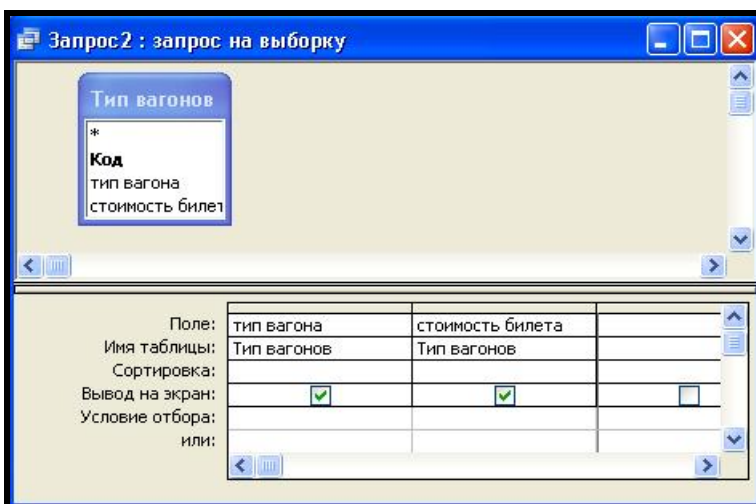 Запрос2 : запрос на выборку
Тип вагонов
*
Код
тип вагона
стоимость билет
Поле: тип вагона стоимость билета
Имя таблицы: Тип вагонов Тип вагонов
Сортировка:
Вывод на экран:
Условие отбора:
или: